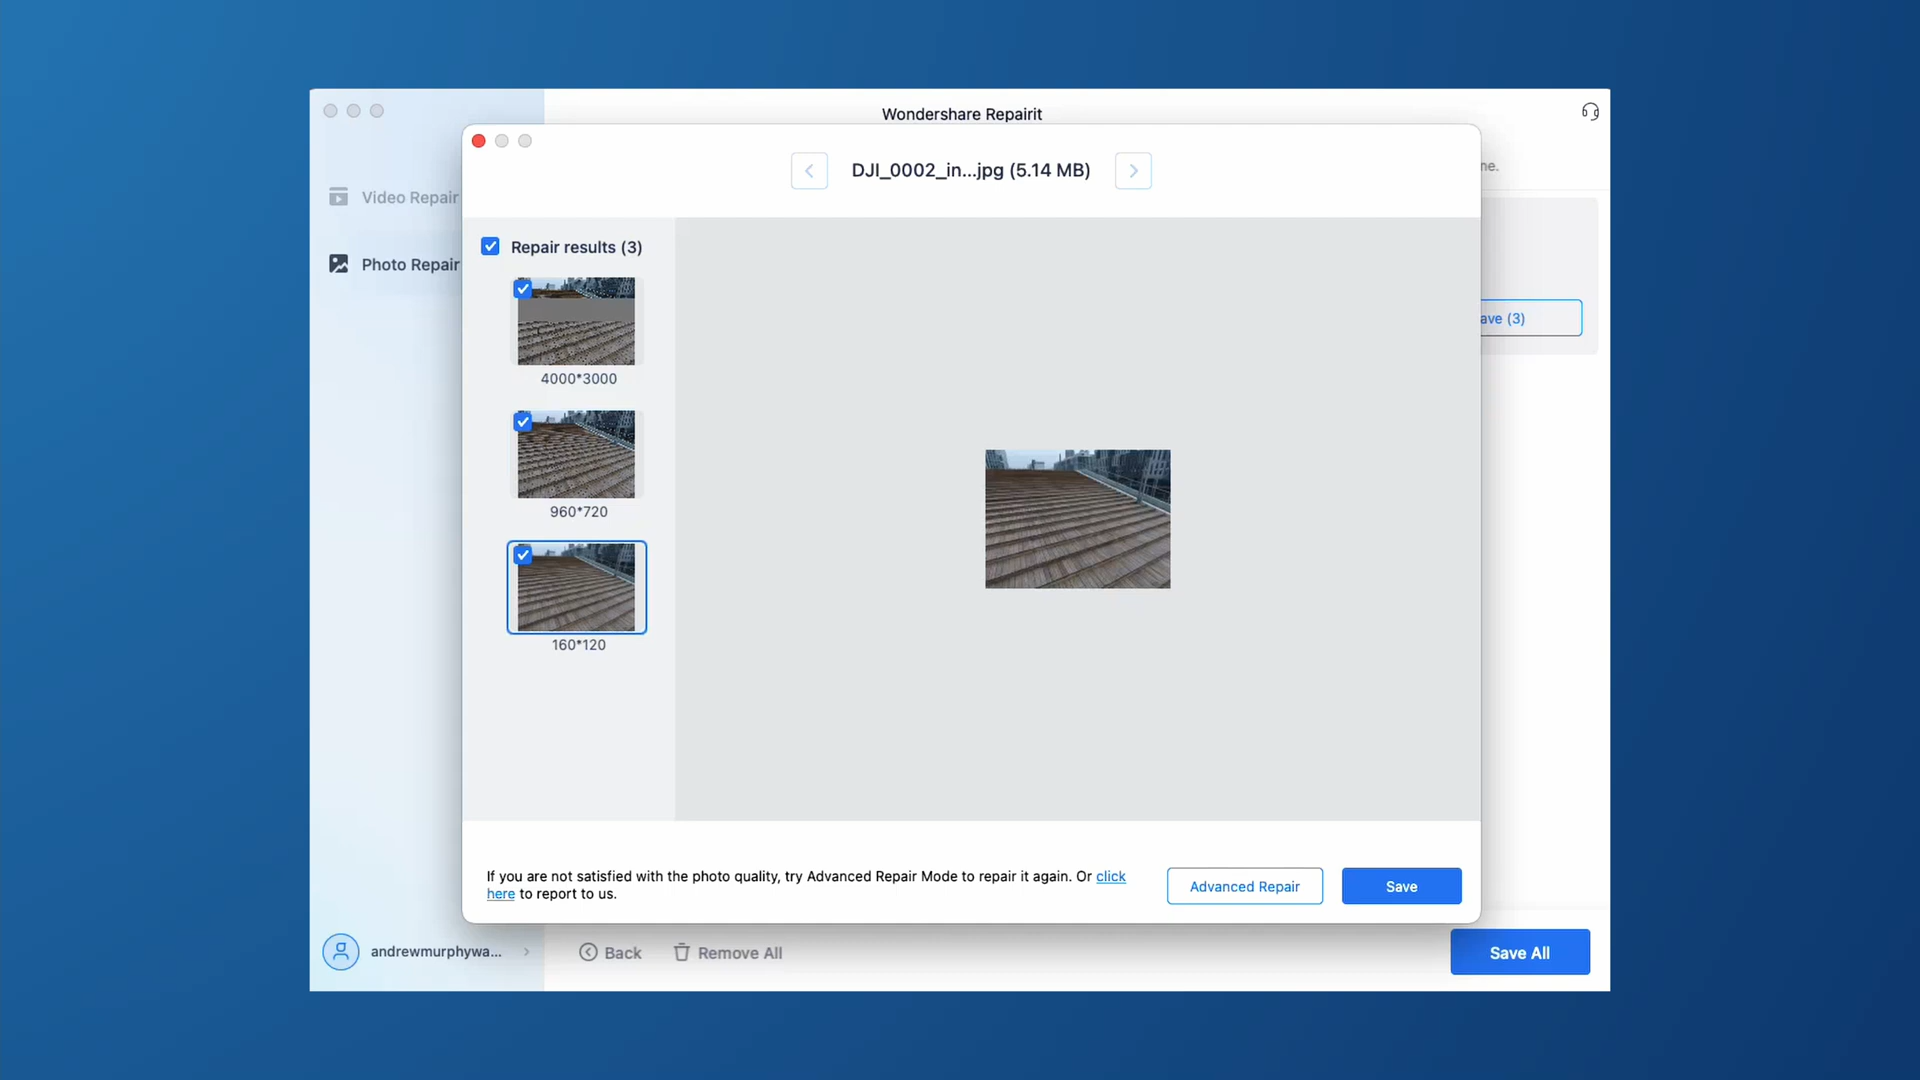 Wondershare Repairit
DJI_0002_in...jpg (5.14 MB)
ne.
Video Repair
Photo Repair
Repair results (3)
4000*3000
960*720
160*120
ave (3)
If you are not satisfied with the photo quality, try Advanced Repair Mode to repair it again. Or click
here to report to us.
Advanced Repair
Save
andrewmurphywa...
Back
Remove All
Save All